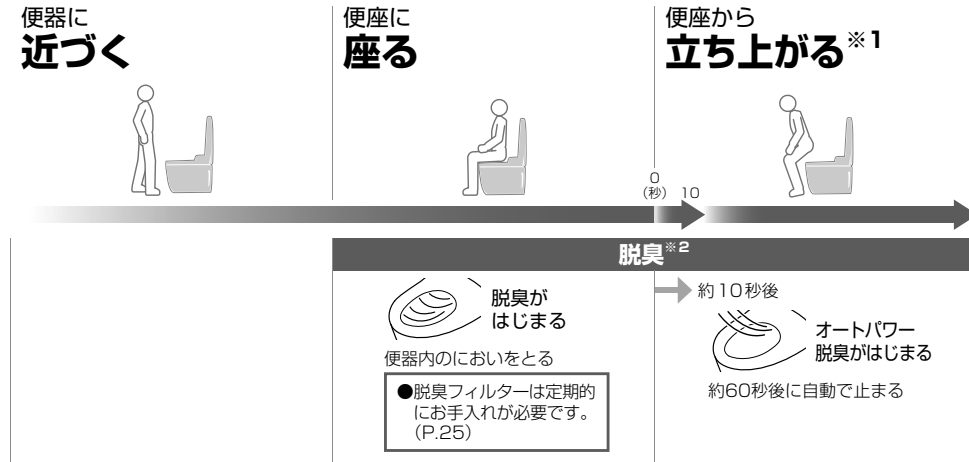 便器に
近づく
便座に
座る
便座から
立ち上がる※1
0
(秒)
10
脱臭※2
脱臭が
はじまる
便器内のにおいをとる
●脱臭フィルターは定期的
にお手入れが必要です。
(P.25)
約10秒後
オートパワー
脱臭がはじまる
約60秒後に自動で止まる